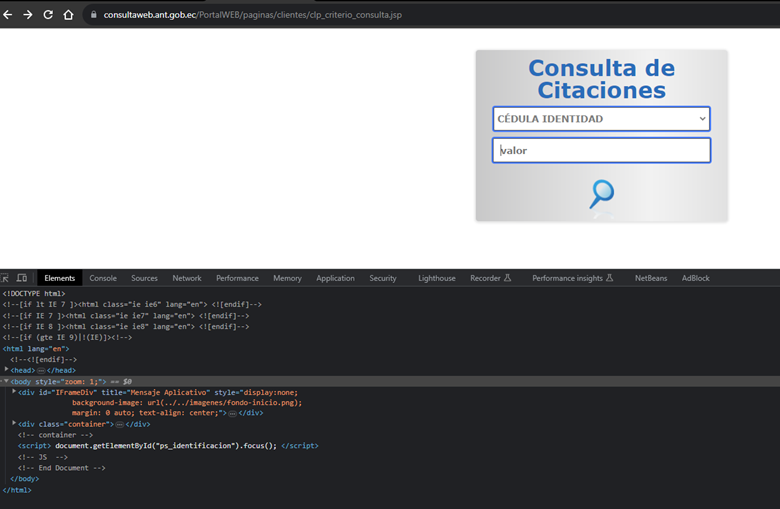 consultaweb.ant.gob.ec/PortalWEB/paginas/clientes/clp_criterio_consulta.jsp
Consulta de
Citaciones
CÉDULA IDENTIDAD
valor
Elements Console Sources Network Performance Memory Application Security Lighthouse Recorder Performance insights NetBeans AdBlock
<!DOCTYPE html>
<!--[if lt IE 7 ]><html class="ie ie6" lang="en"> <![endif]-->
<!--[if IE 7 ]><html class="ie ie7" lang="en"> <![endif]-->
<!--[if IE 8 ]><html class="ie ie8" lang="en"> <![endif]-->
<!--[if (gte IE 9)|!(IE)]><!-->
<html lang="en">
<!--<![endif]-->
<head>…</head>
<body style="zoom: 1;"> == $0
<div id="IFrameDiv" title="Mensaje Aplicativo" style="display:none;
background-image: url(../../imagenes/fondo-inicio.png);
margin: 0 auto; text-align: center;">…</div>
<div class="container">…</div>
<!-- container -->
<script> document.getElementById("ps_identificacion").focus(); </script>
<!-- JS -->
<!-- End Document -->
</body>
</html>